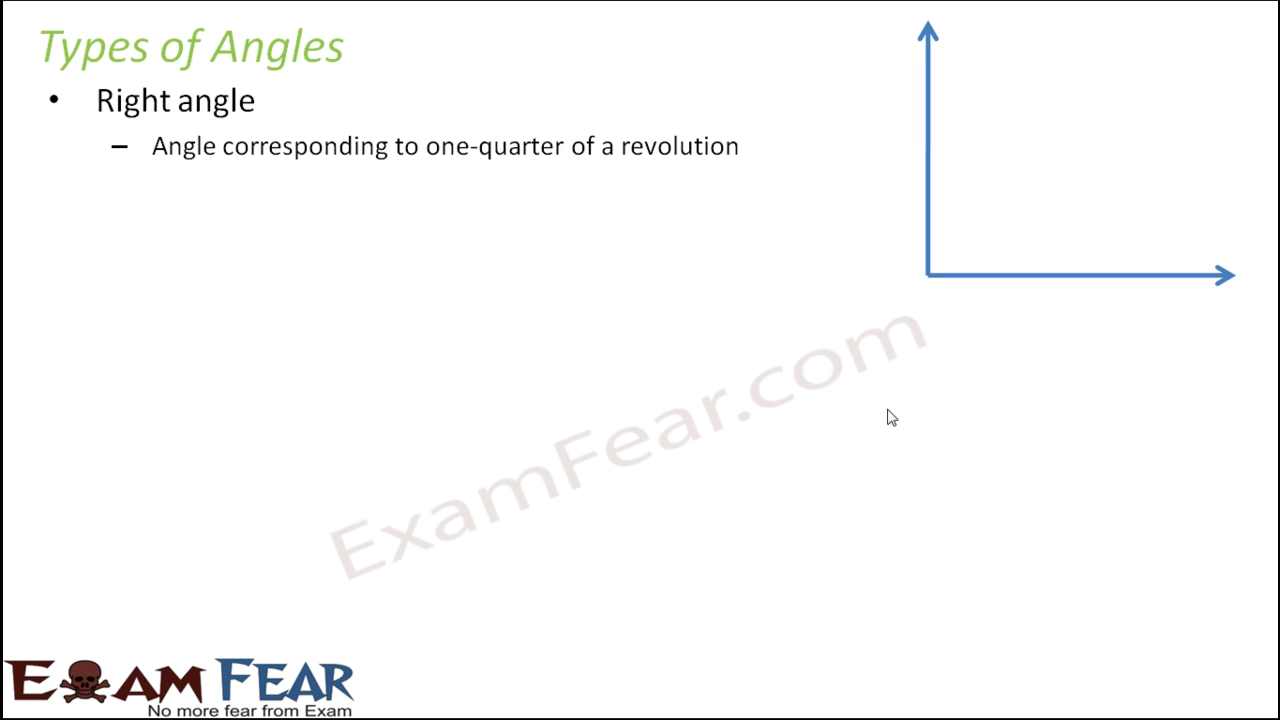 Types of Angles
• Right angle
– Angle corresponding to one-quarter of a revolution
ExamFear.com
EXAM FEAR
No more fear from Exam